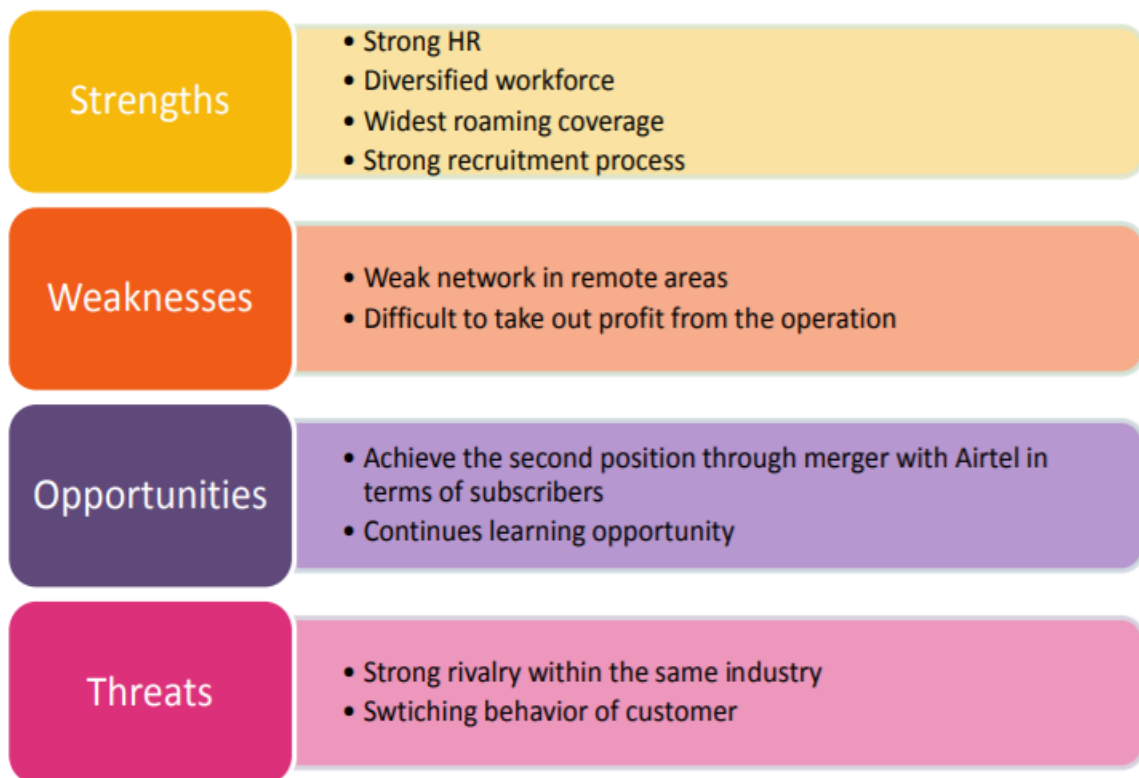 Strengths
• Strong HR
• Diversified workforce
• Widest roaming coverage
• Strong recruitment process
Weaknesses
• Weak network in remote areas
• Difficult to take out profit from the operation
Opportunities
• Achieve the second position through merger with Airtel in
terms of subscribers
• Continues learning opportunity
Threats
• Strong rivalry within the same industry
• Swtiching behavior of customer